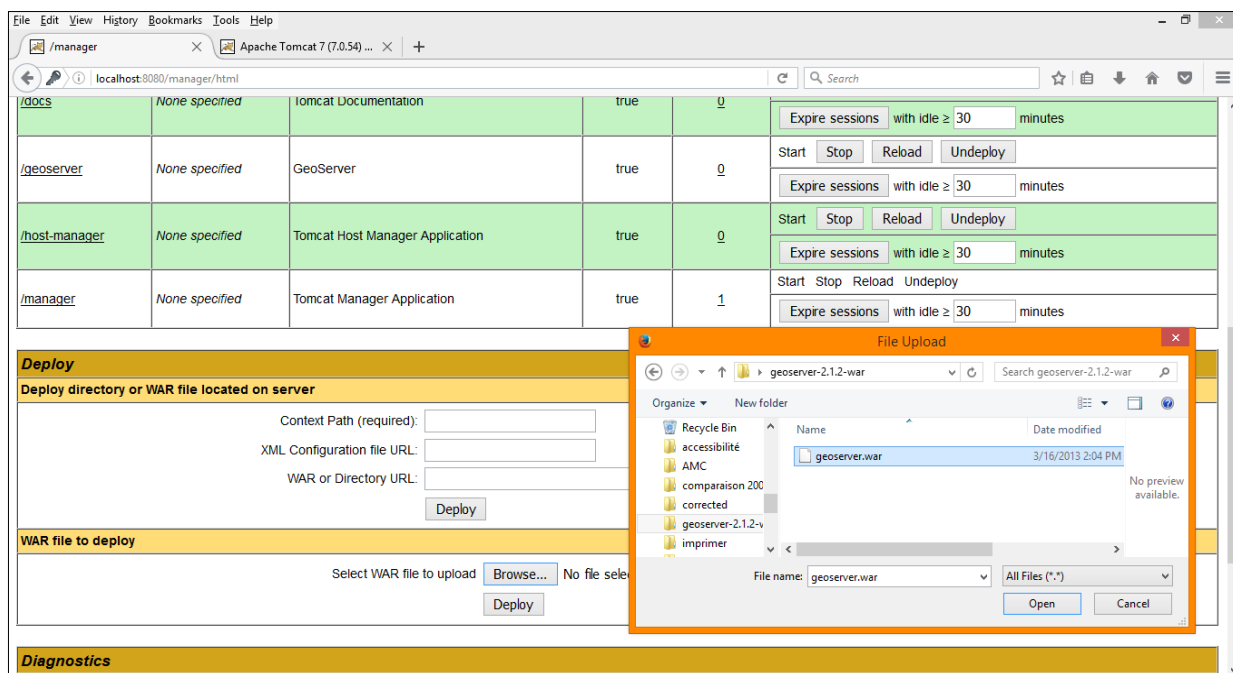 File Edit View History Bookmarks Tools Help
/manager
Apache Tomcat 7 (7.0.54) ...
localhost:8080/manager/html
Search
/docs None specified Tomcat Documentation true 0
Expire sessions with idle ≥ 30 minutes
/geoserver None specified GeoServer true 0
Start Stop Reload Undeploy
Expire sessions with idle ≥ 30 minutes
/host-manager None specified Tomcat Host Manager Application true 0
Start Stop Reload Undeploy
Expire sessions with idle ≥ 30 minutes
/manager None specified Tomcat Manager Application true 1
Start Stop Reload Undeploy
Expire sessions with idle ≥ 30 minutes
Deploy
Deploy directory or WAR file located on server
Context Path (required):
XML Configuration file URL:
WAR or Directory URL:
Deploy
WAR file to deploy
Select WAR file to upload Browse... No file selec
Deploy
Diagnostics
File Upload
geoserver-2.1.2-war
Search geoserver-2.1.2-war
Organize New folder
Recycle Bin
accessibilité
AMC
comparaison 200
corrected
geoserver-2.1.2-v
imprimer
Name Date modified
geoserver.war 3/16/2013 2:04 PM
No preview
available.
File name: geoserver.war All Files (*.*)
Open Cancel